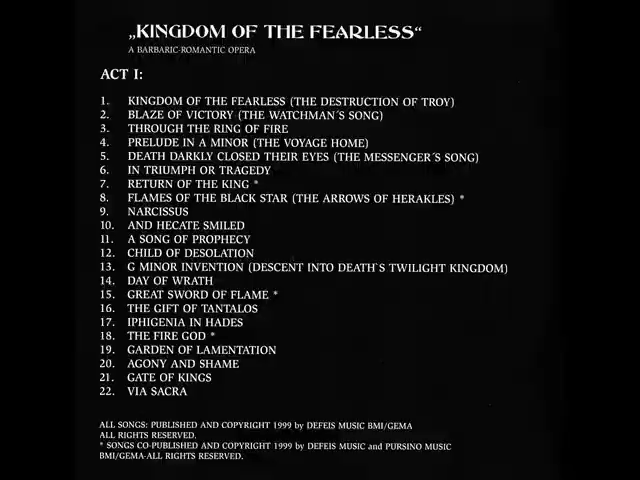 „KINGDOM OF THE FEARLESS“
A BARBARIC-ROMANTIC OPERA
ACT I:
1. KINGDOM OF THE FEARLESS (THE DESTRUCTION OF TROY)
2. BLAZE OF VICTORY (THE WATCHMAN´S SONG)
3. THROUGH THE RING OF FIRE
4. PRELUDE IN A MINOR (THE VOYAGE HOME)
5. DEATH DARKLY CLOSED THEIR EYES (THE MESSENGER´S SONG)
6. IN TRIUMPH OR TRAGEDY
7. RETURN OF THE KING *
8. FLAMES OF THE BLACK STAR (THE ARROWS OF HERAKLES) *
9. NARCISSUS
10. AND HECATE SMILED
11. A SONG OF PROPHECY
12. CHILD OF DESOLATION
13. G MINOR INVENTION (DESCENT INTO DEATH`S TWILIGHT KINGDOM)
14. DAY OF WRATH
15. GREAT SWORD OF FLAME *
16. THE GIFT OF TANTALOS
17. IPHIGENIA IN HADES
18. THE FIRE GOD *
19. GARDEN OF LAMENTATION
20. AGONY AND SHAME
21. GATE OF KINGS
22. VIA SACRA
ALL SONGS: PUBLISHED AND COPYRIGHT 1999 by DEFEIS MUSIC BMI/GEMA
ALL RIGHTS RESERVED.
* SONGS CO-PUBLISHED AND COPYRIGHT 1999 by DEFEIS MUSIC and PURSINO MUSIC
BMI/GEMA-ALL RIGHTS RESERVED.